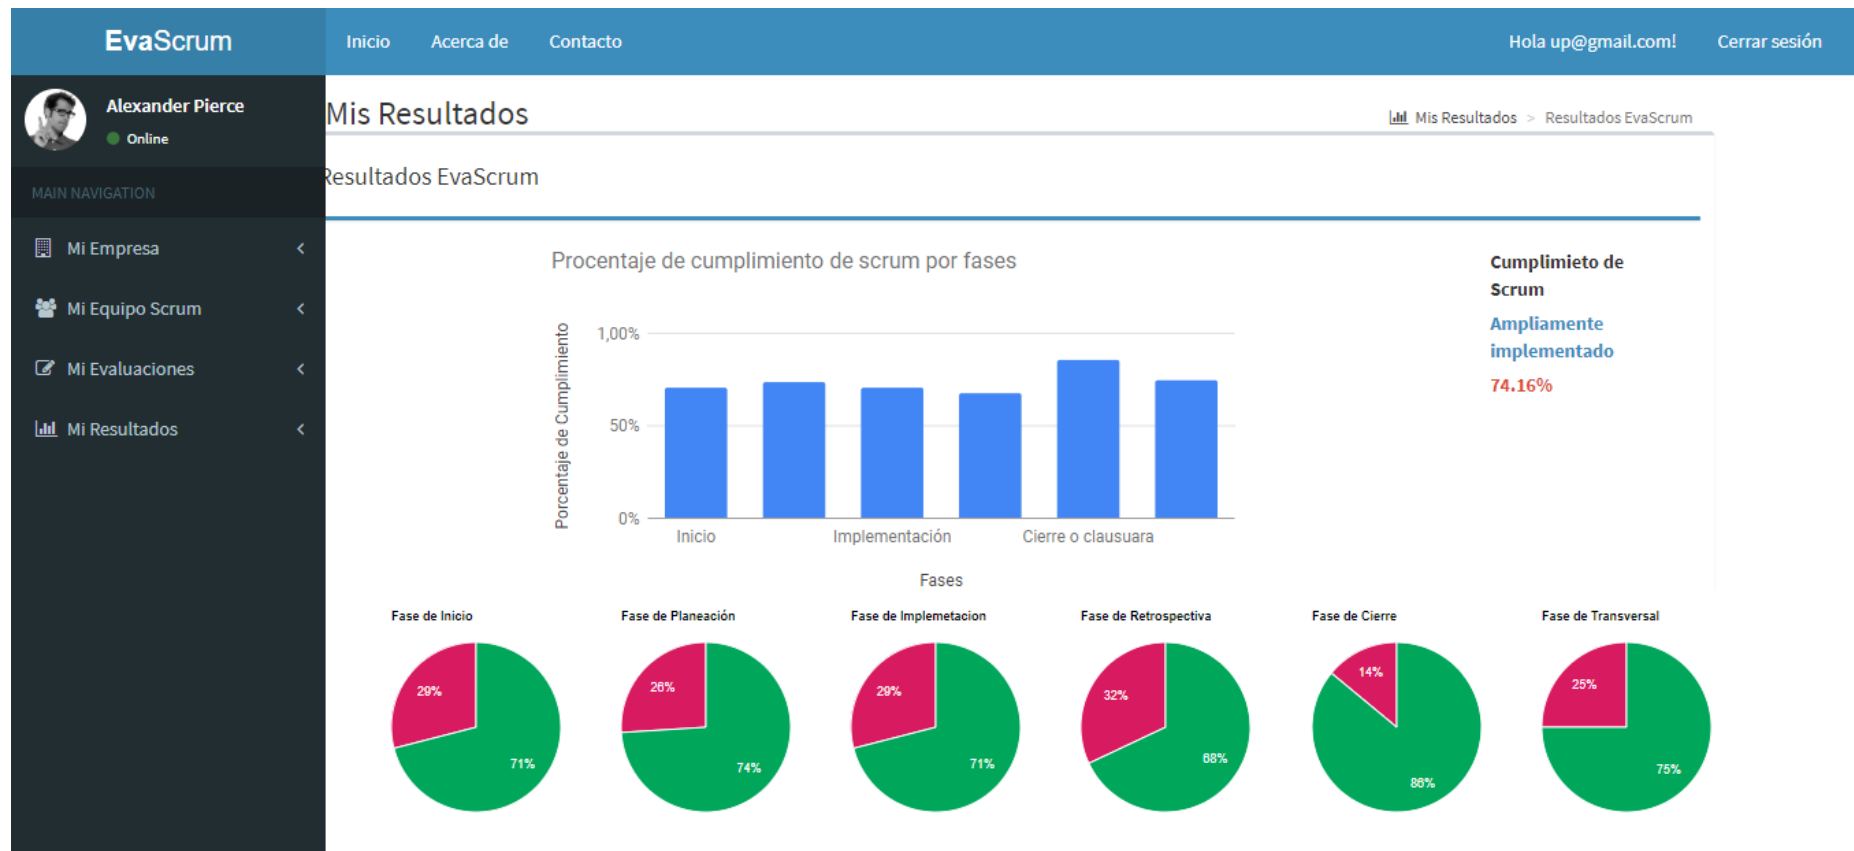 EvaScrum
Inicio Acerca de Contacto
Hola up@gmail.com! Cerrar sesión
Alexander Pierce
Online
MAIN NAVIGATION
Mi Empresa
Mi Equipo Scrum
Mi Evaluaciones
Mi Resultados
Mis Resultados
Mis Resultados > Resultados EvaScrum
Resultados EvaScrum
Procentaje de cumplimiento de scrum por fases
Porcentaje de Cumplimiento
1,00%
50%
0%
Inicio Implementación Cierre o clausuara
Fases
Cumplimieto de
Scrum
Ampliamente
implementado
74.16%
Fase de Inicio
29%
71%
Fase de Planeación
26%
74%
Fase de Implemetacion
29%
71%
Fase de Retrospectiva
32%
68%
Fase de Cierre
14%
86%
Fase de Transversal
25%
75%